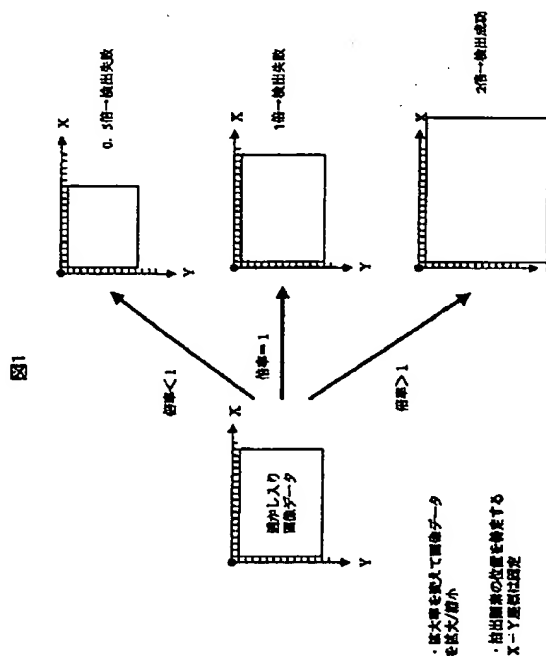 図1
透かし入り
画像データ
X
Y
倍率<1
倍率=1
倍率>1
X
Y
0.5倍→検出失敗
X
Y
1倍→検出失敗
X
2倍→検出成功
・拡大率を変えて画像データ
を拡大/縮小
・抽出画素の位置を特定する
X-Y座標は固定